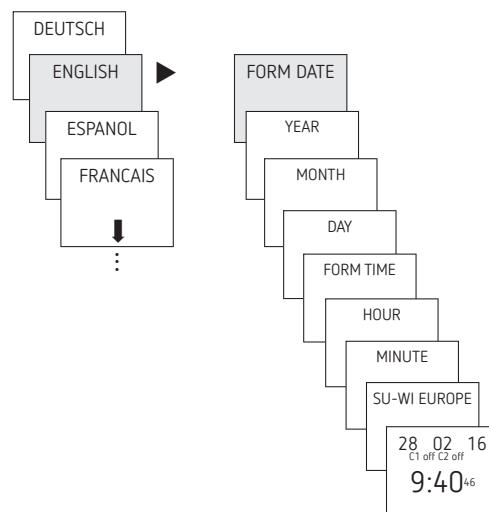 DEUTSCH
ENGLISH
ESPANOL
FRANCAIS
FORM DATE
YEAR
MONTH
DAY
FORM TIME
HOUR
MINUTE
SU-WI EUROPE
28 02 16
C1 off C2 off
9:40 46